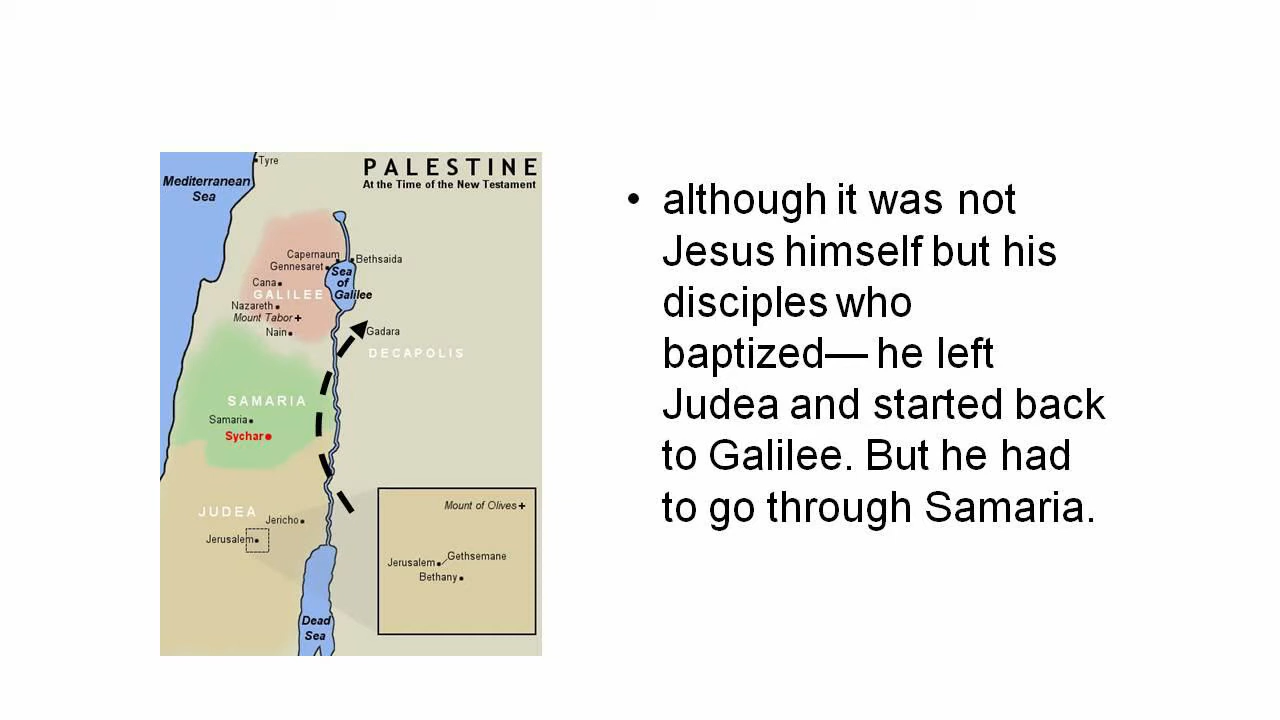 Tyre
PALESTINE
At the Time of the New Testament
Mediterranean
Sea
Capernaum
Bethsaida
Gennesaret
Sea
of
Galilee
Cana
GALILEE
Nazareth
Mount Tabor
Nain
Gadara
DECAPOLIS
SAMARIA
Samaria
Sychar
JUDEA
Jericho
Jerusalem
Mount of Olives
Gethsemane
Jerusalem
Bethany
Dead
Sea
• although it was not
Jesus himself but his
disciples who
baptized— he left
Judea and started back
to Galilee. But he had
to go through Samaria.